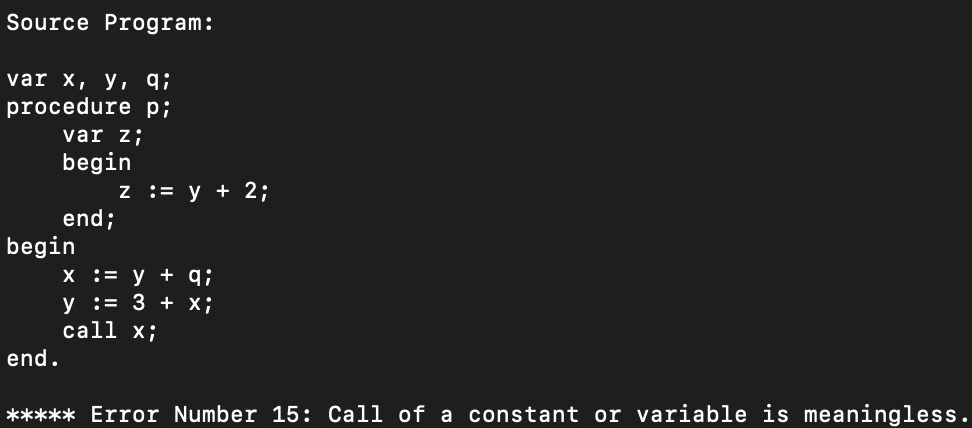 Source Program:
var x, y, q;
procedure p;
var z;
begin
z := y + 2;
end;
begin
x := y + q;
y := 3 + x;
call x;
end.
***** Error Number 15: Call of a constant or variable is meaningless.